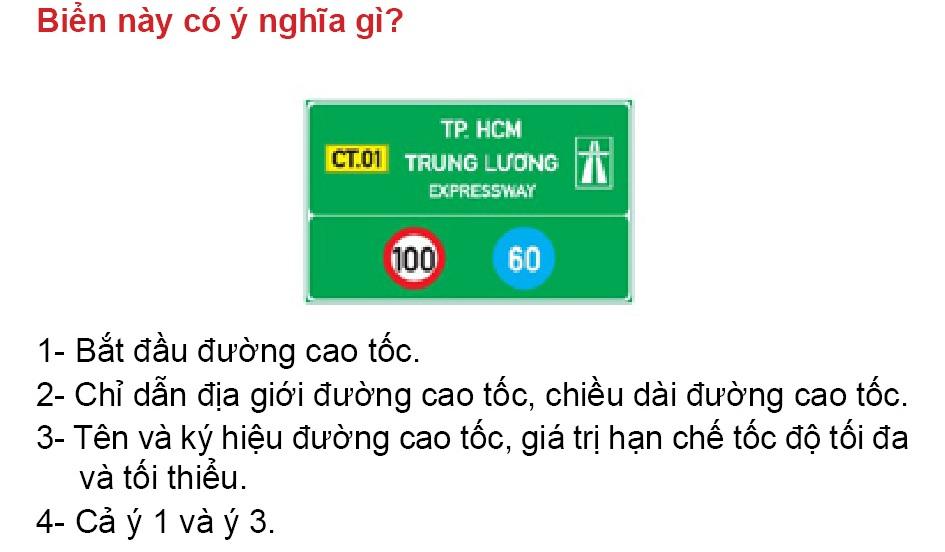 Biển này có ý nghĩa gì?
TP. HCM
CT.01 TRUNG LƯƠNG
EXPRESSWAY
100 60
1- Bắt đầu đường cao tốc.
2- Chỉ dẫn địa giới đường cao tốc, chiều dài đường cao tốc.
3- Tên và ký hiệu đường cao tốc, giá trị hạn chế tốc độ tối đa
và tối thiểu.
4- Cả ý 1 và ý 3.